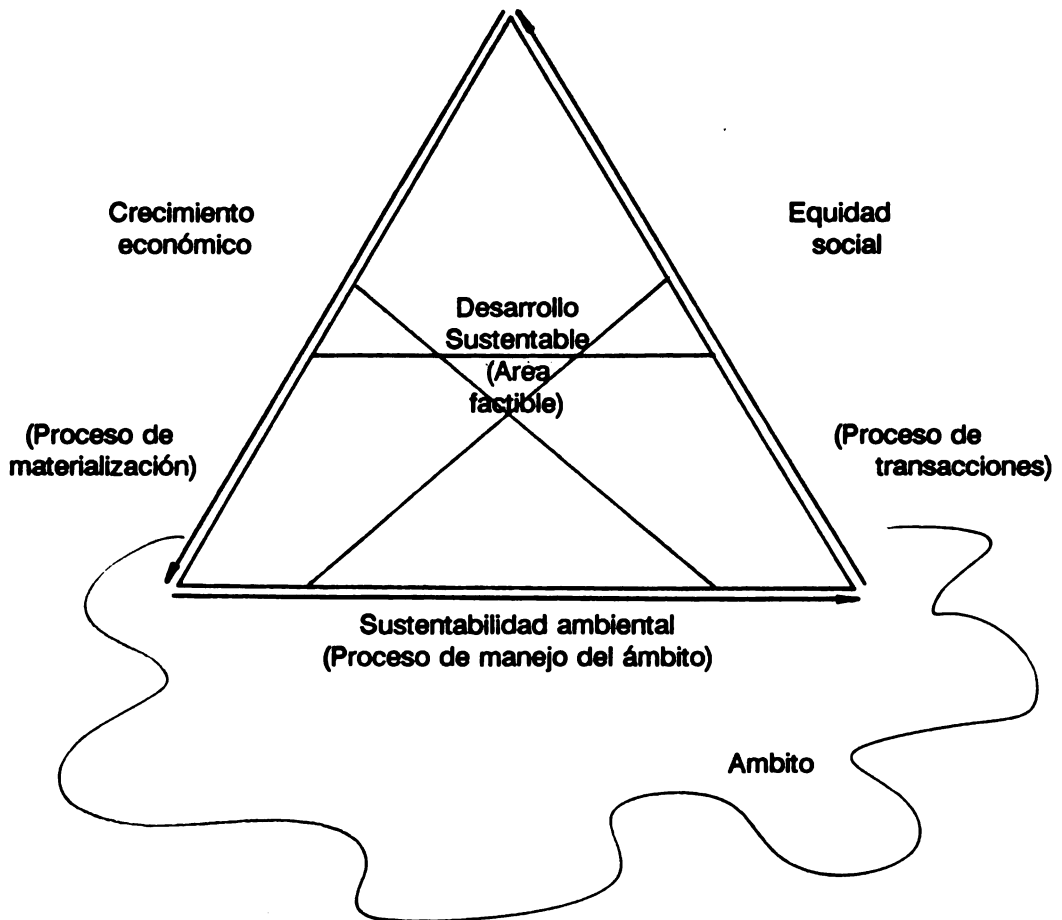 Crecimiento
económico
Equidad
social
Desarrollo
Sustentable
(Area
factible)
(Proceso de
materialización)
(Proceso de
transacciones)
Sustentabilidad ambiental
(Proceso de manejo del ámbito)
Ambito